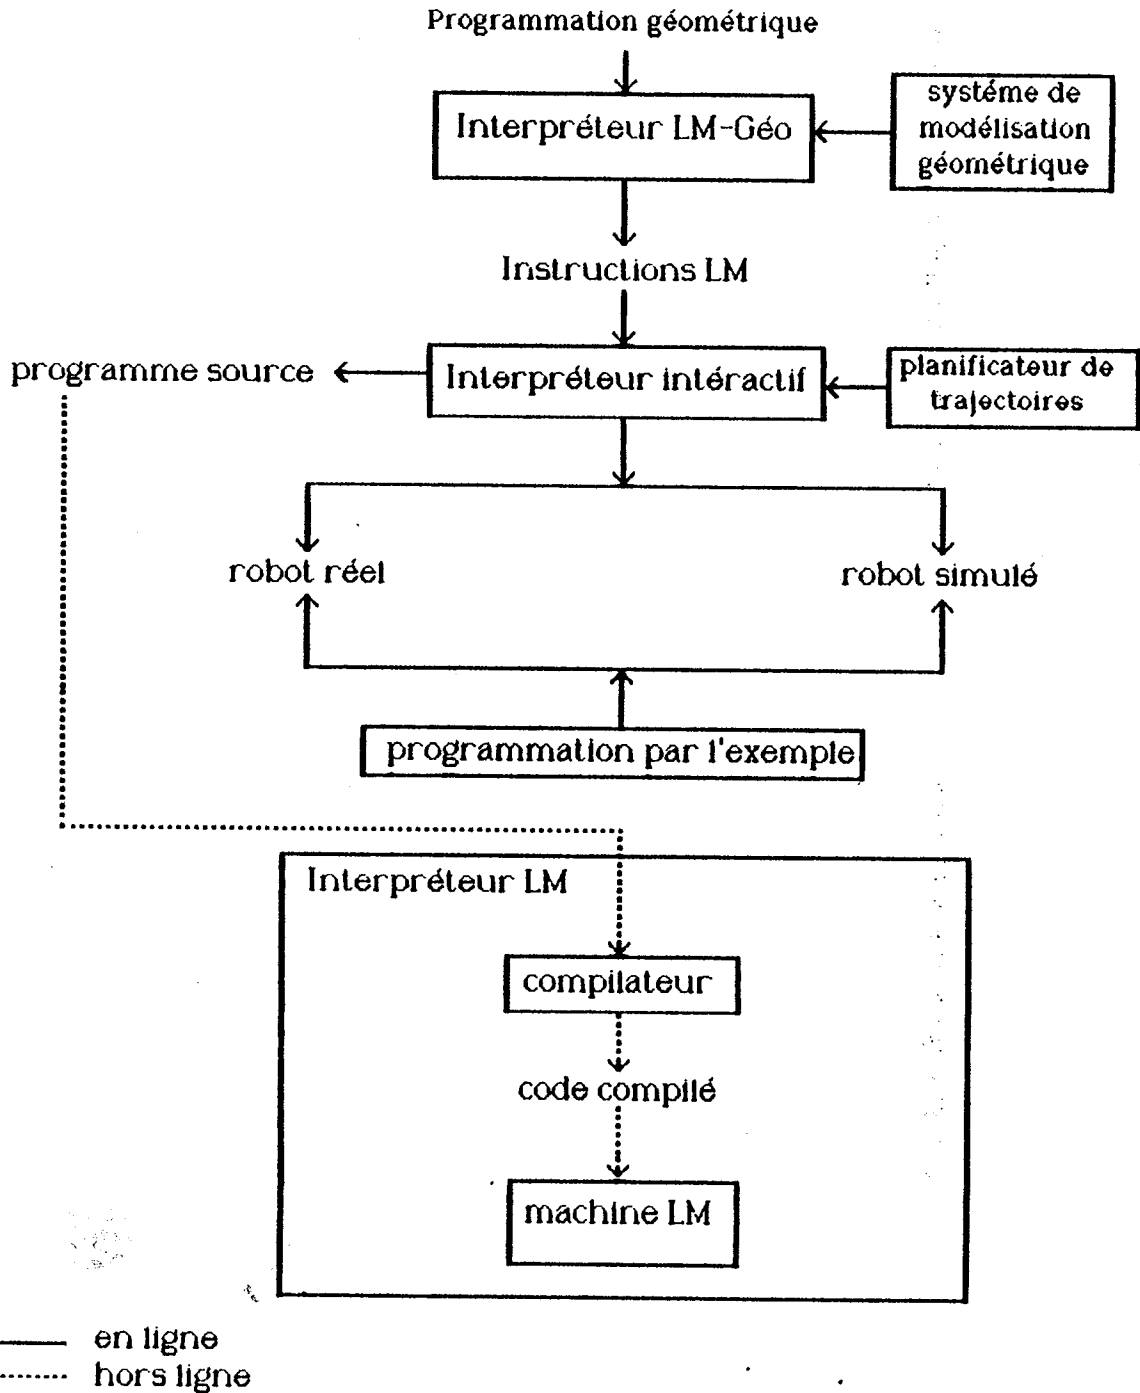 Programmation géométrique
Interpréteur LM-Géo
systéme de
modélisation
géométrique
Instructions LM
programme source
Interpréteur intéractif
planificateur de
trajectoires
robot réel
robot simulé
programmation par l'exemple
Interpréteur LM
compilateur
code compilé
machine LM
en ligne
hors ligne